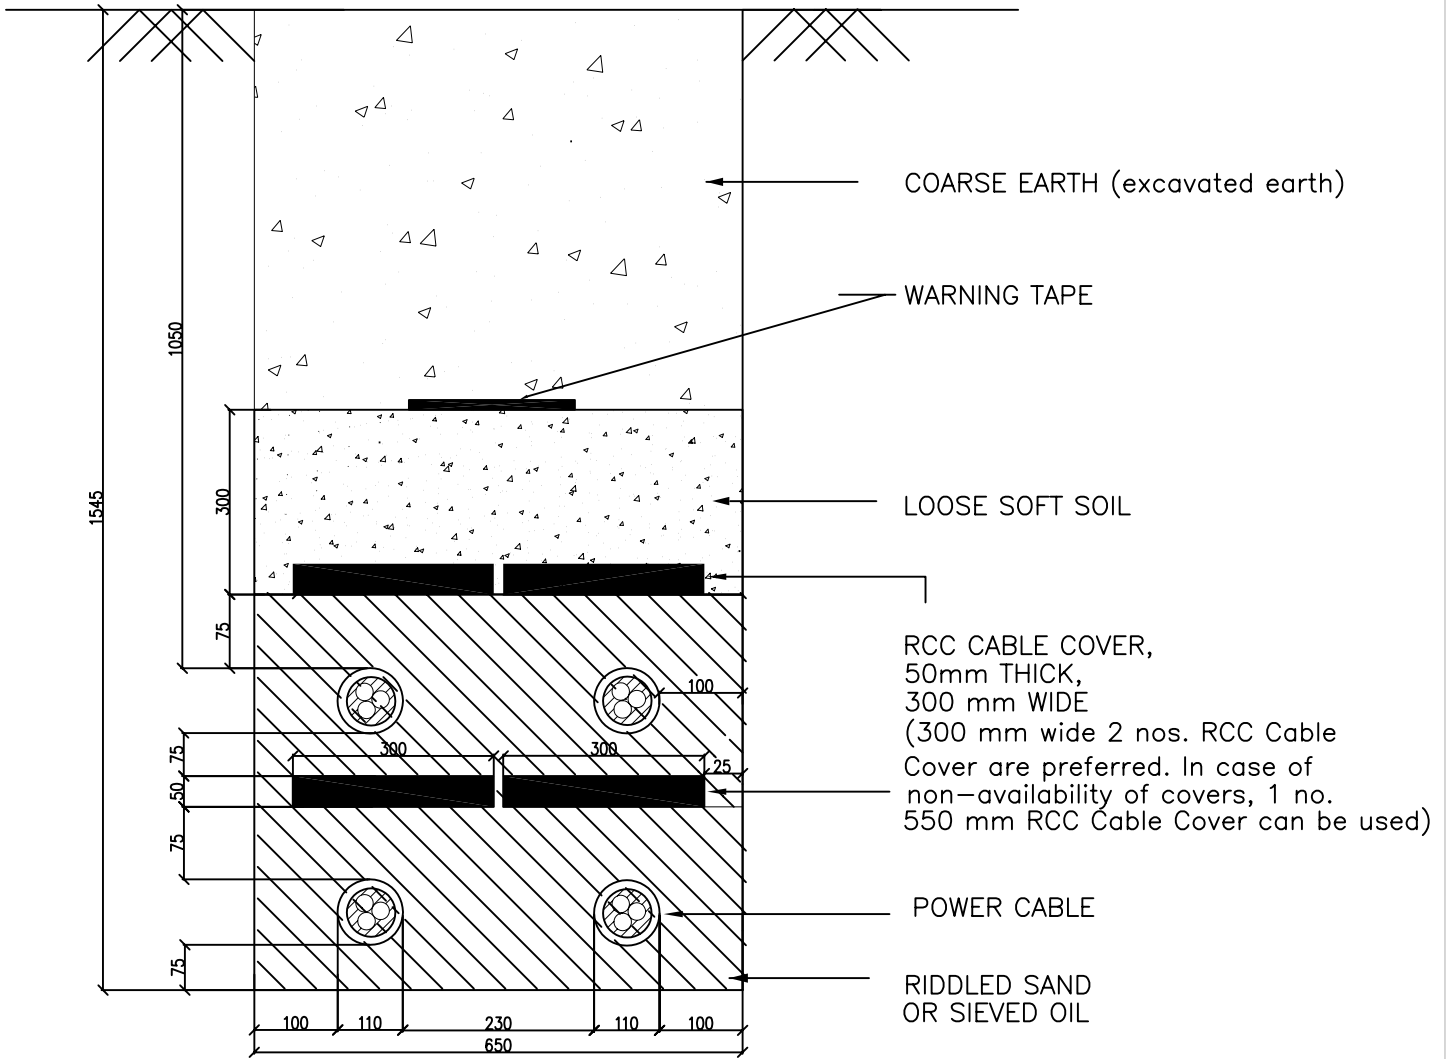 COARSE EARTH (excavated earth)
WARNING TAPE
1050
1545
300
LOOSE SOFT SOIL
75
RCC CABLE COVER,
50mm THICK,
300 mm WIDE
(300 mm wide 2 nos. RCC Cable
Cover are preferred. In case of
non-availability of covers, 1 no.
550 mm RCC Cable Cover can be used)
100
75
300
300
25
50
75
POWER CABLE
75
RIDDLED SAND
OR SIEVED OIL
100
110
230
110
100
650